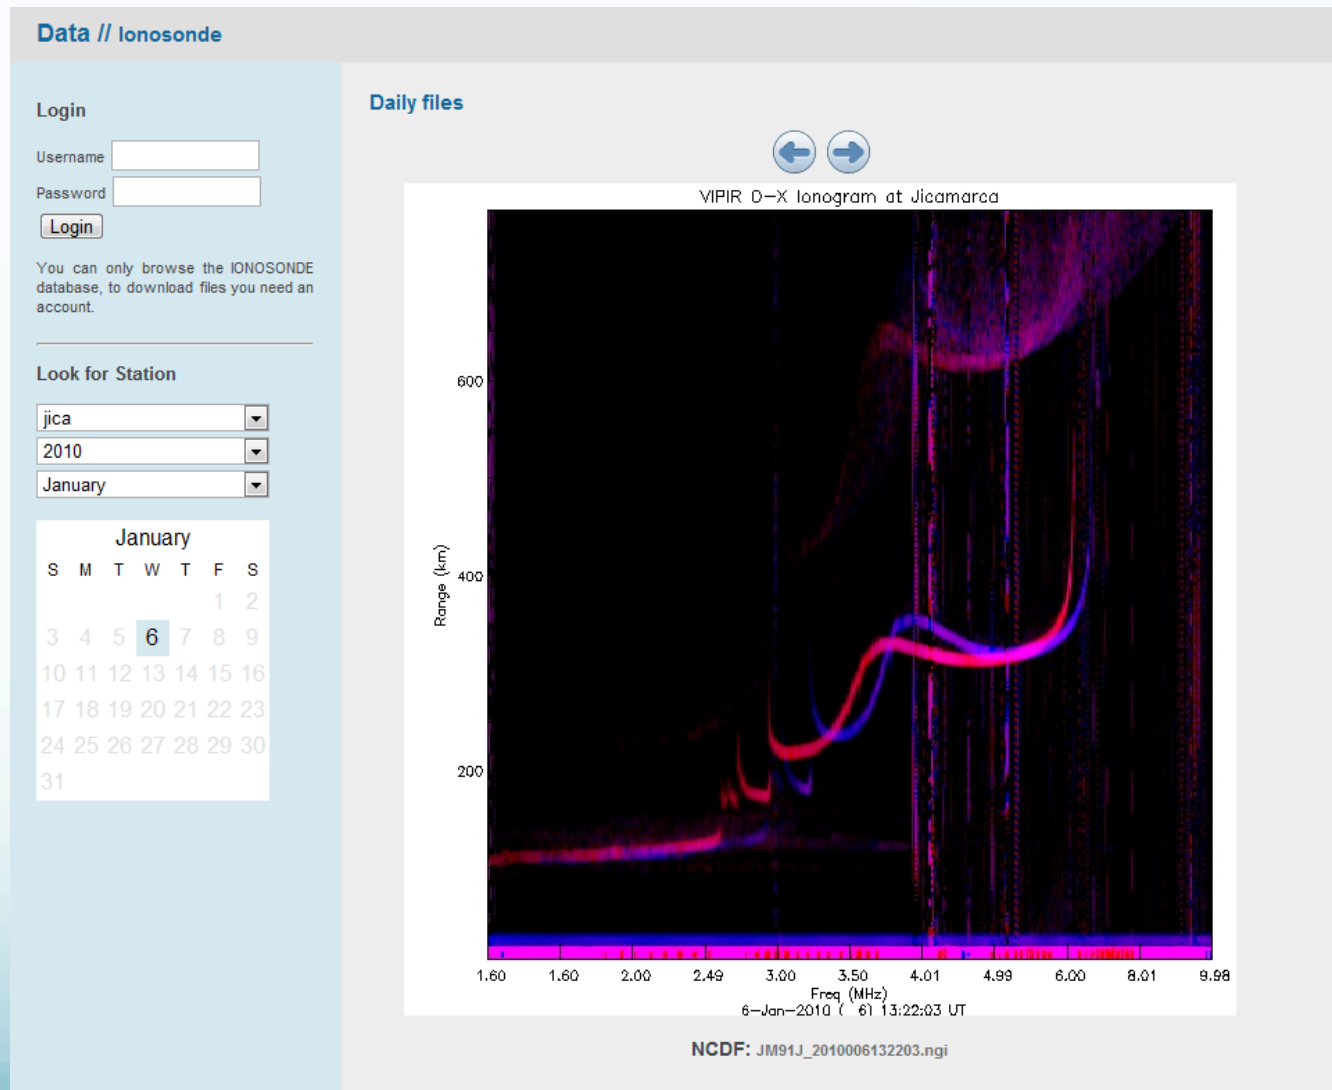 Data // Ionosonde
Login
Username
Password
Login
You can only browse the IONOSONDE
database, to download files you need an
account.
Look for Station
jica
2010
January
January
S M T W T F S
1 2
3 4 5 6 7 8 9
10 11 12 13 14 15 16
17 18 19 20 21 22 23
24 25 26 27 28 29 30
31
Daily files
VIPIR O-X Ionogram at Jicamarca
Range (km)
600
400
200
1.60 1.60 2.00 2.49 3.00 3.50 4.01 4.99 6.00 8.01 9.98
Freq (MHz)
6-Jan-2010 ( 6) 13:22:03 UT
NCDF: JM91J_2010006132203.ngi